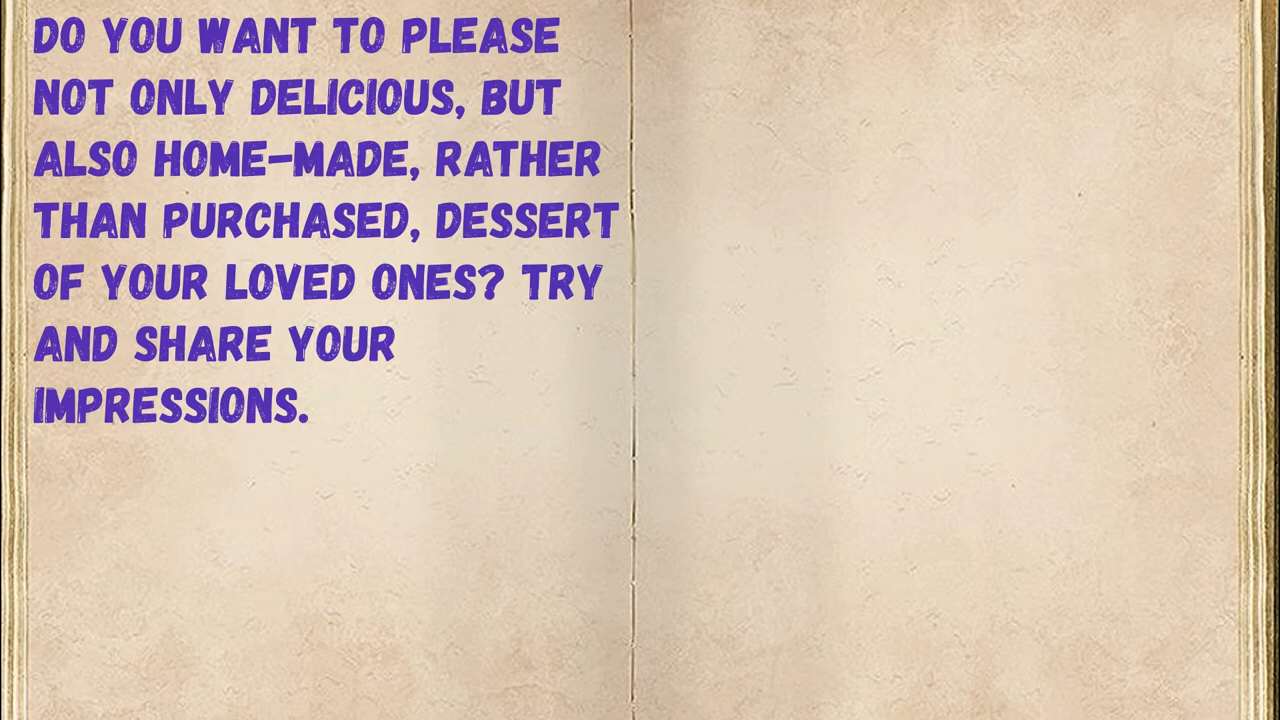 DO YOU WANT TO PLEASE
NOT ONLY DELICIOUS, BUT
ALSO HOME-MADE, RATHER
THAN PURCHASED, DESSERT
OF YOUR LOVED ONES? TRY
AND SHARE YOUR
IMPRESSIONS.